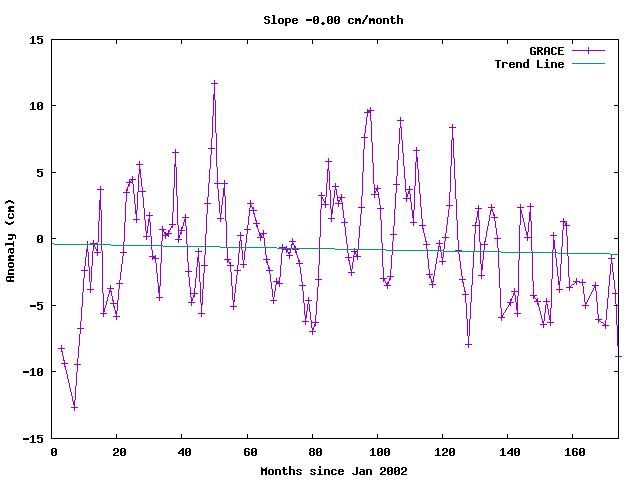 Slope -0.00 cm/month
GRACE
Trend Line
15
10
5
0
-5
-10
-15
Anomaly (cm)
0 20 40 60 80 100 120 140 160
Months since Jan 2002